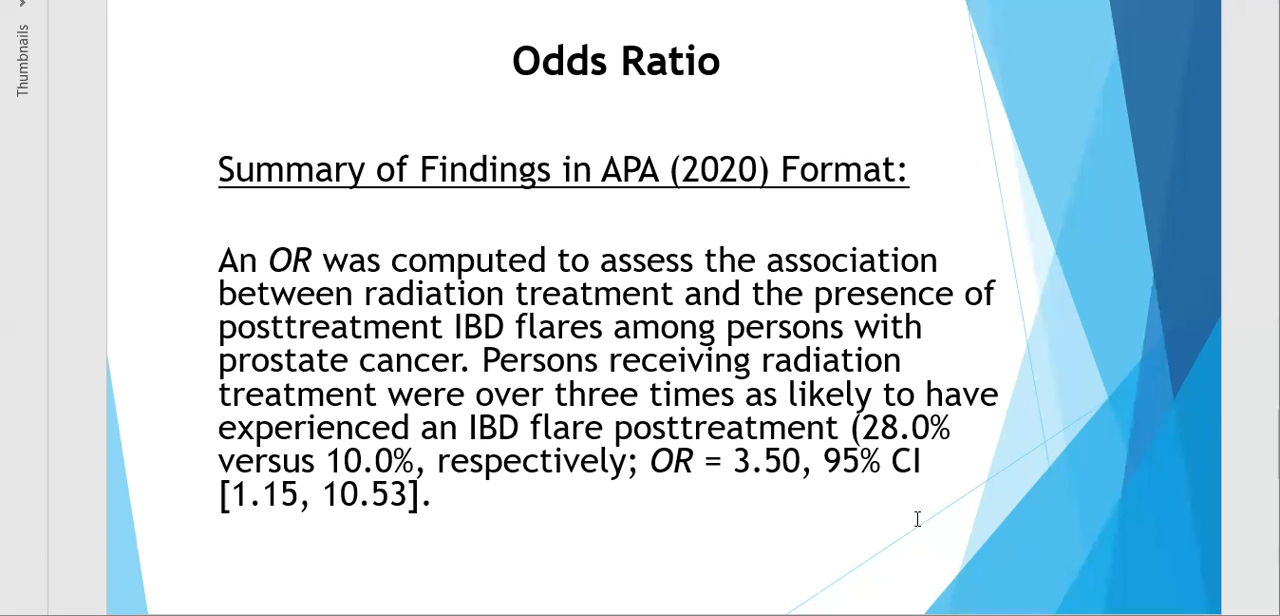 Thumbnails
Odds Ratio
Summary of Findings in APA (2020) Format:
An OR was computed to assess the association
between radiation treatment and the presence of
posttreatment IBD flares among persons with
prostate cancer. Persons receiving radiation
treatment were over three times as likely to have
experienced an IBD flare posttreatment (28.0%
versus 10.0%, respectively; OR = 3.50, 95% CI
[1.15, 10.53].